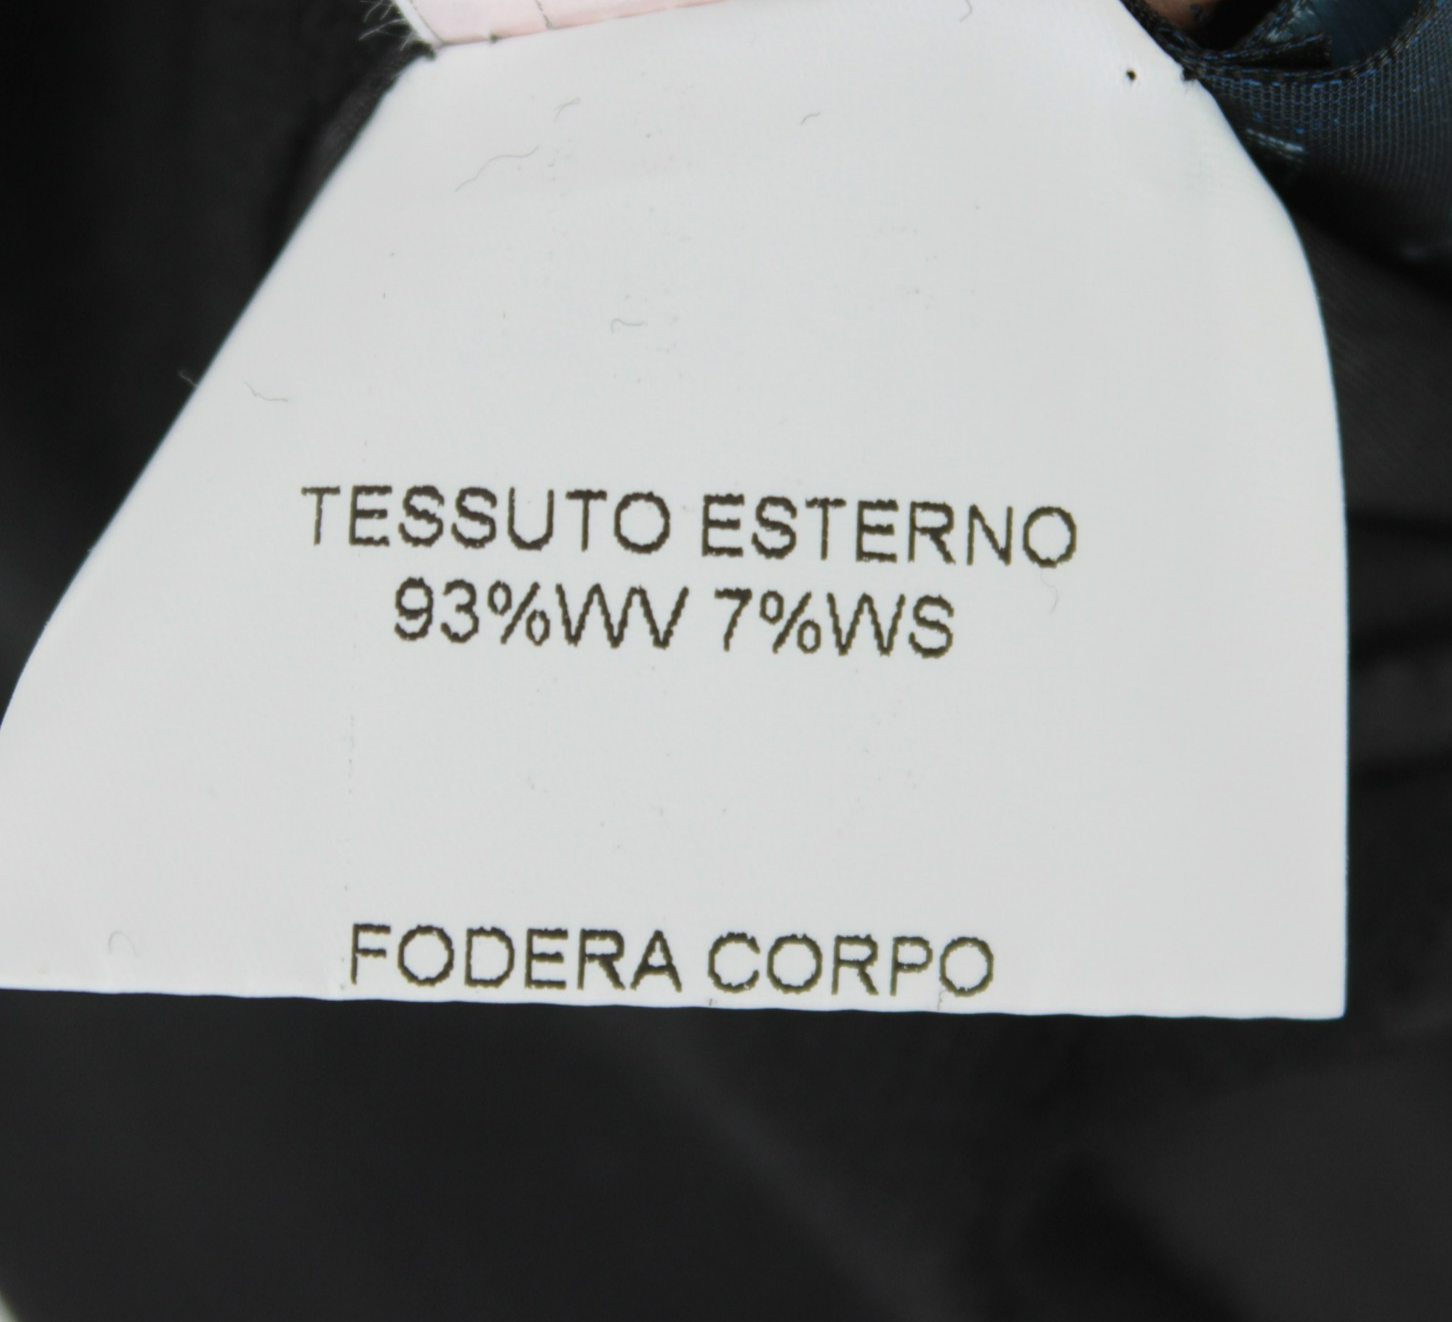 TESSUTO ESTERNO
93%WV 7%WS
FODERA CORPO